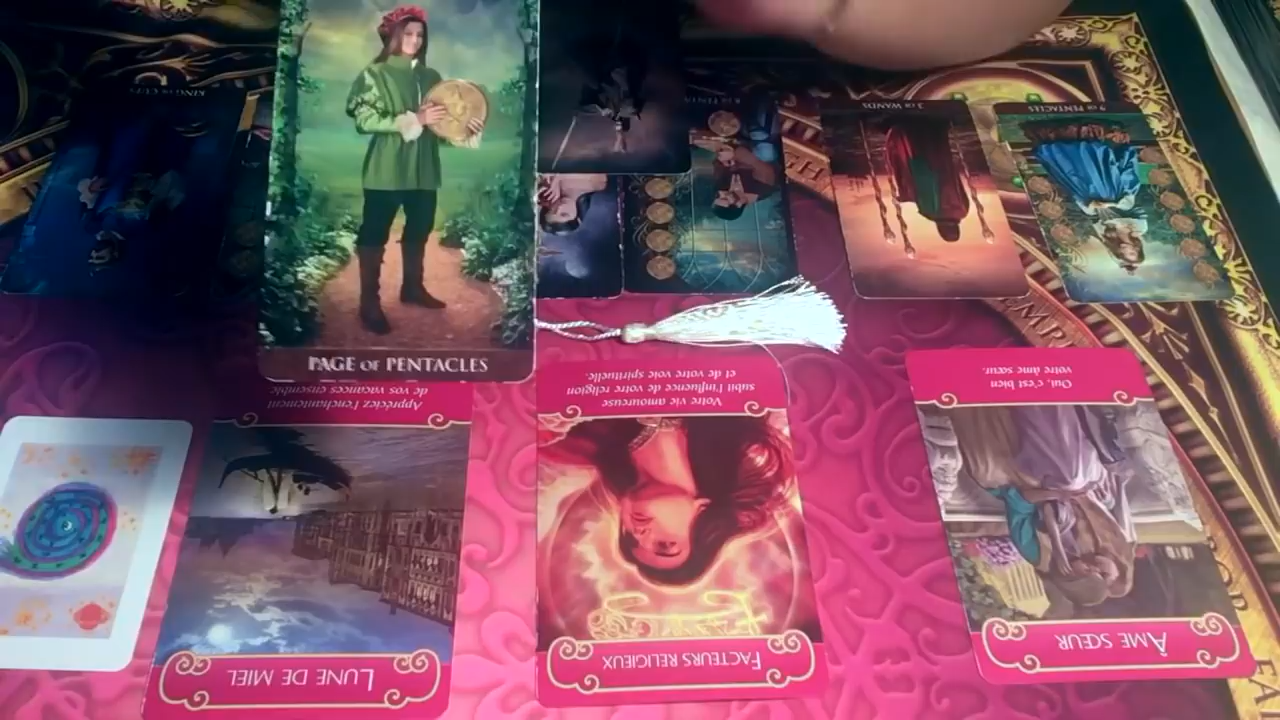 KING OF CUPS
3 OF WANDS
9 OF PENTACLES
PAGE OF PENTACLES
Appréciez l'enchantement
de vos vacances ensemble
Votre vie amoureuse
subit l'influence de votre religion
et de votre voie spirituelle.
Oui, c'est bien
votre âme sœur.
LUNE DE MIEL
FACTEURS RELIGIEUX
ÂME SŒUR